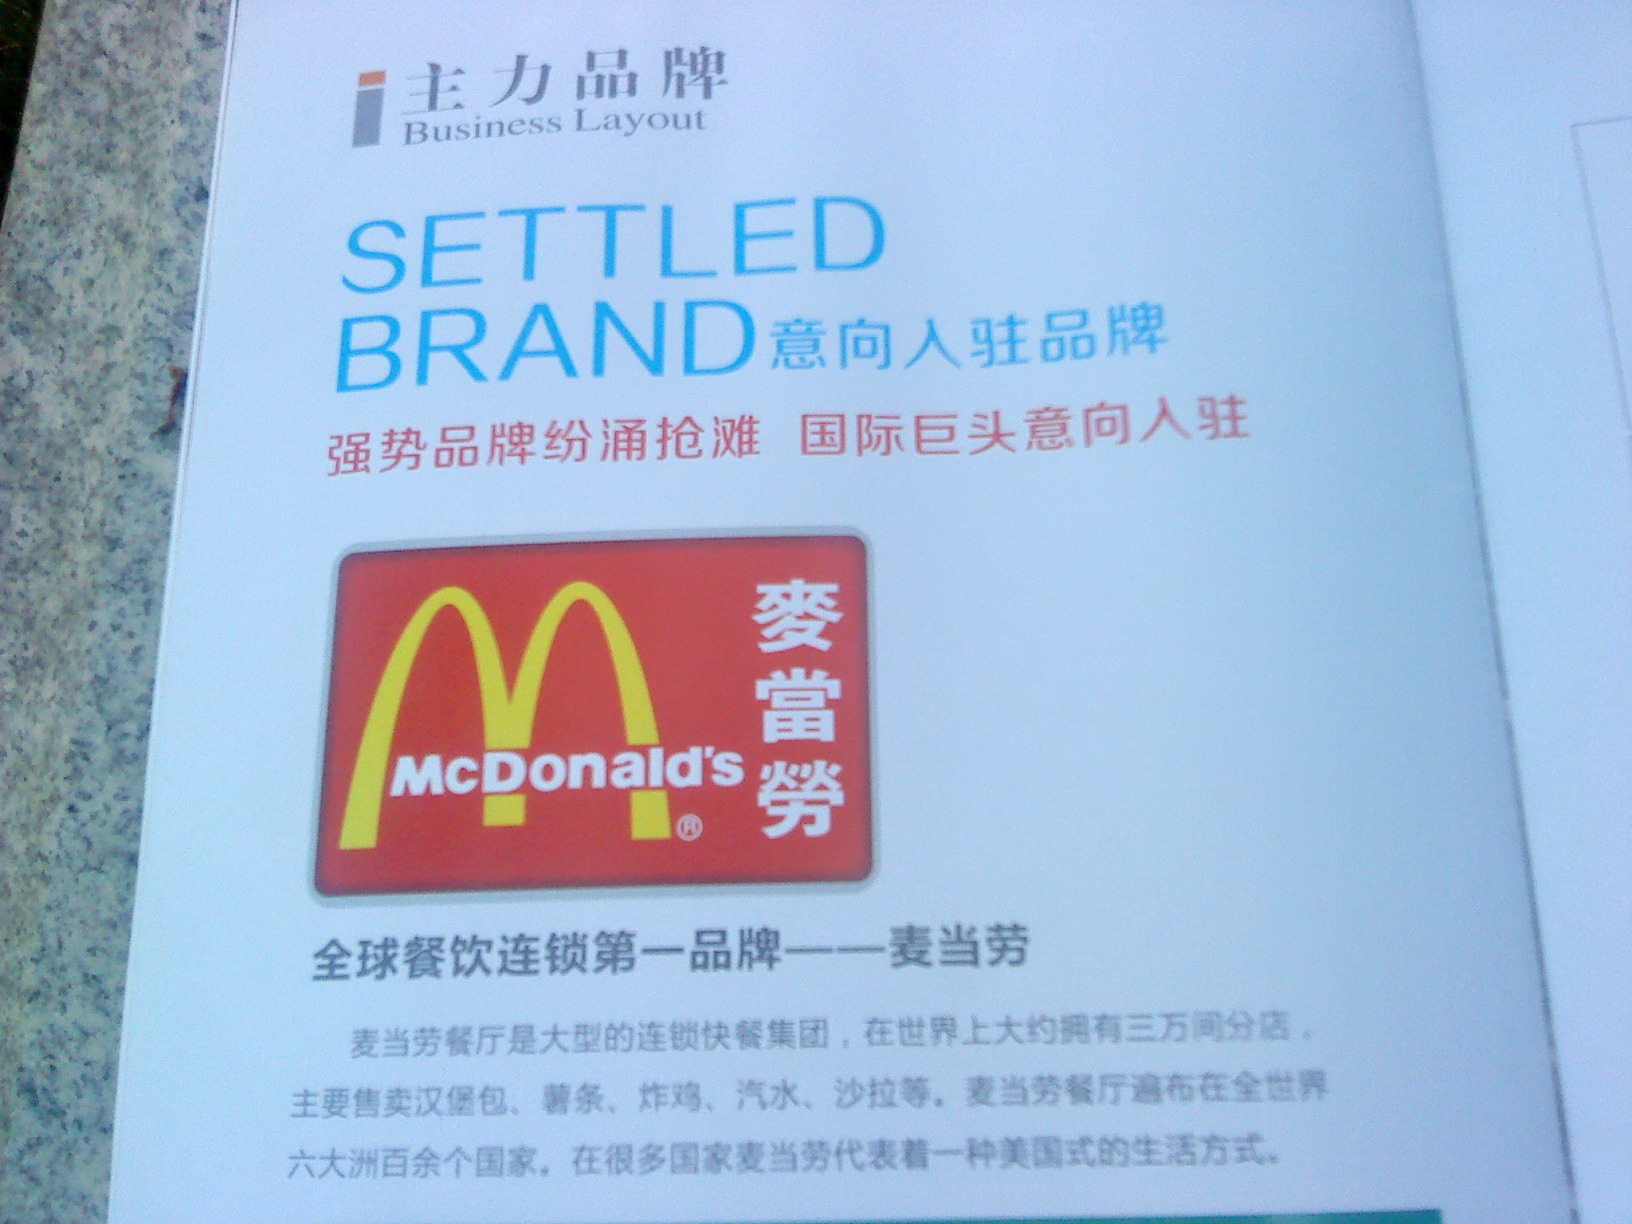 主力品牌
Business Layout
SETTLED
BRAND意向入驻品牌
强势品牌纷涌抢滩 国际巨头意向入驻
McDonald's
®
麥當勞
全球餐饮连锁第一品牌——麦当劳
麦当劳餐厅是大型的连锁快餐集团，在世界上大约拥有三万间分店，
主要售卖汉堡包、薯条、炸鸡、汽水、沙拉等。麦当劳餐厅遍布在全世界
六大洲百余个国家。在很多国家麦当劳代表着一种美国式的生活方式。